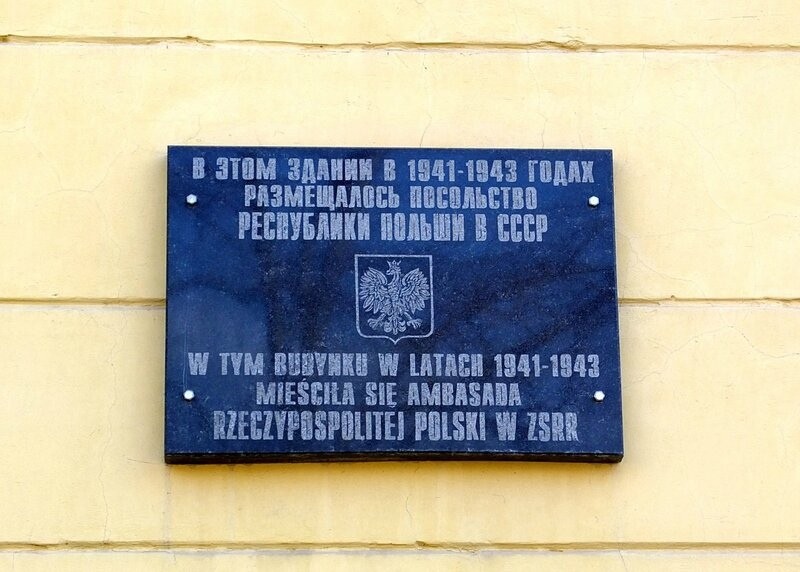 В ЭТОМ ЗДАНИИ В 1941-1943 ГОДАХ
РАЗМЕЩАЛОСЬ ПОСОЛЬСТВО
РЕСПУБЛИКИ ПОЛЬШИ В СССР
W TYM BUDYNKU W LATACH 1941-1943
MIEŚCIŁA SIĘ AMBASADA
RZECZYPOSPOLITEJ POLSKI W ZSRR